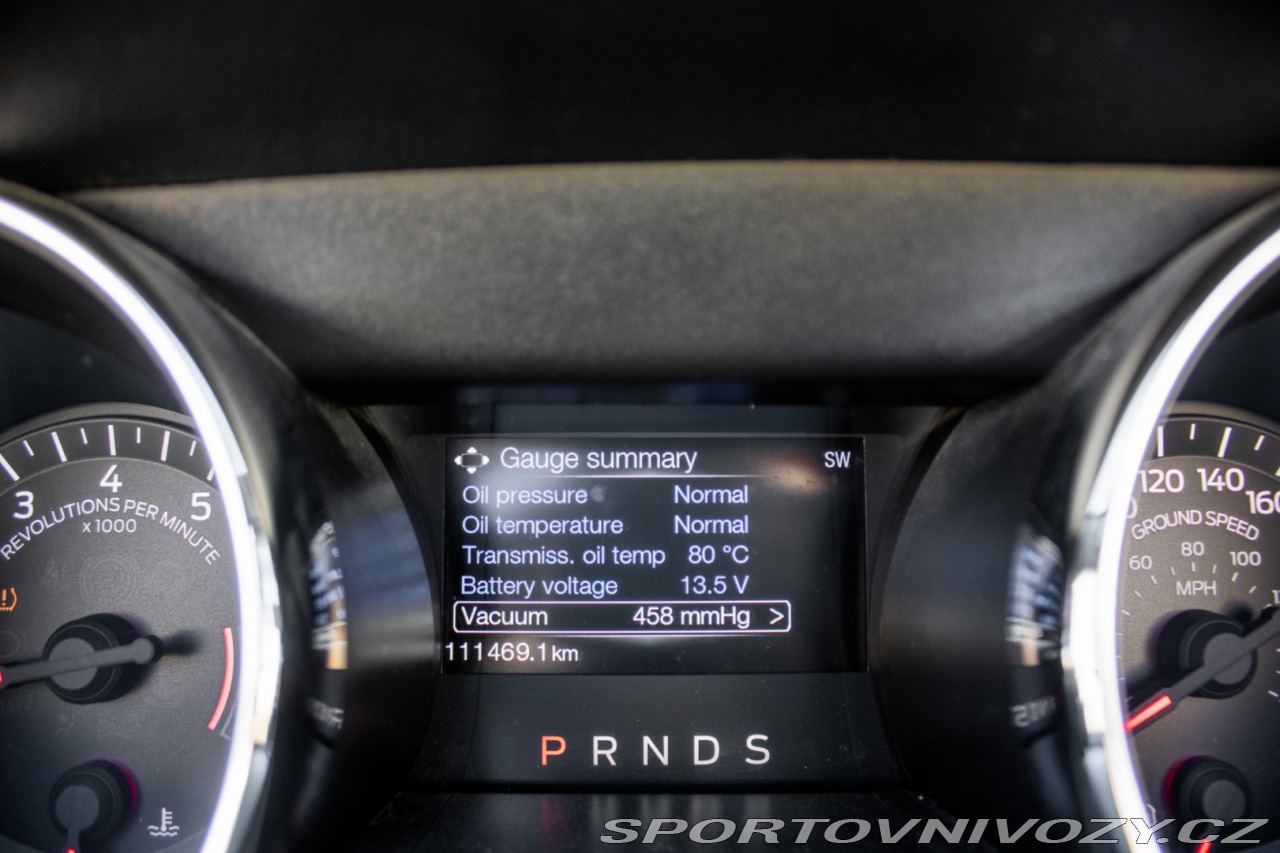 Gauge summary SW
Oil pressure Normal
Oil temperature Normal
Transmiss. oil temp 80 °C
Battery voltage 13.5 V
Vacuum 458 mmHg >
111469.1 km
P R N D S
3 4 5
REVOLUTIONS PER MINUTE
x 1000
120 140 160
GROUND SPEED
60 80 100
MPH
SPORTOVNIVOZY.CZ